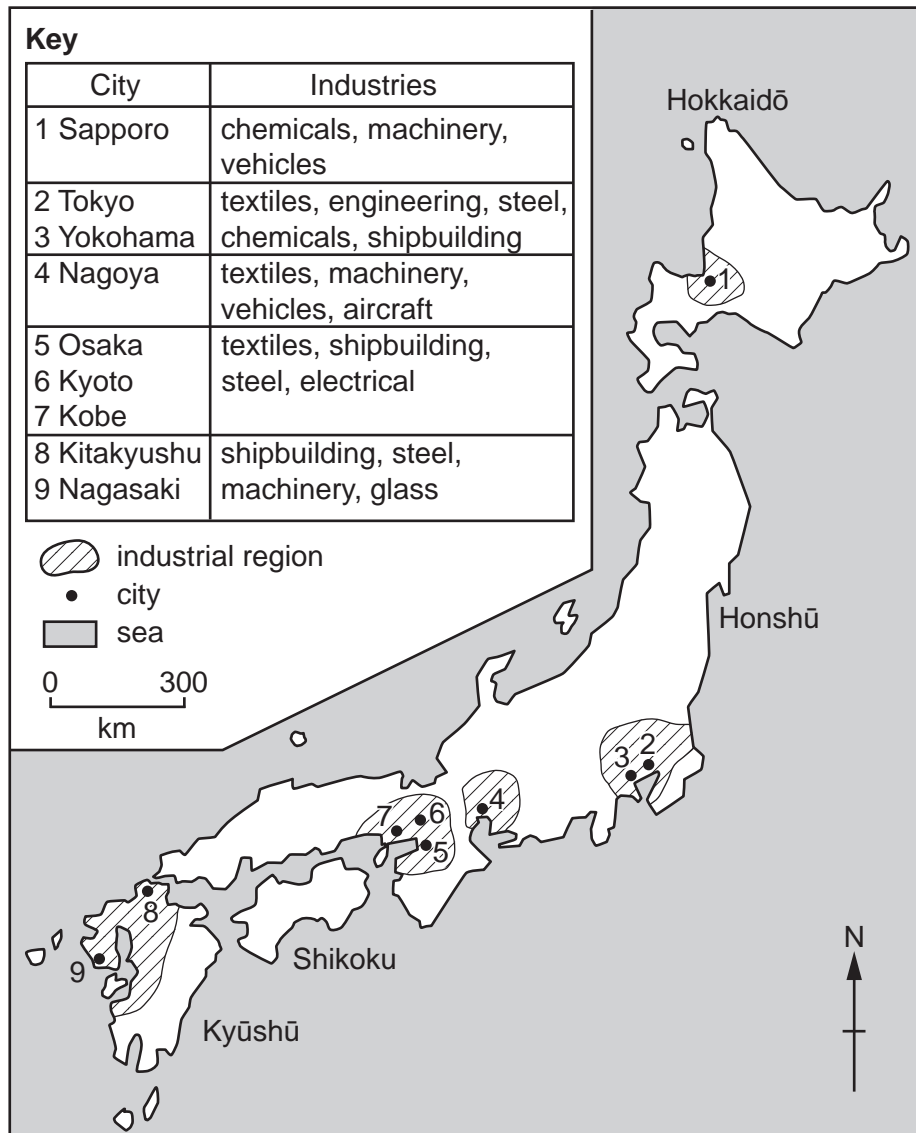 Key
City Industries
1 Sapporo chemicals, machinery,
vehicles
2 Tokyo textiles, engineering, steel,
3 Yokohama chemicals, shipbuilding
4 Nagoya textiles, machinery,
vehicles, aircraft
5 Osaka textiles, shipbuilding,
6 Kyoto steel, electrical
7 Kobe
8 Kitakyushu shipbuilding, steel,
9 Nagasaki machinery, glass
industrial region
city
sea
0 300
km
Hokkaidō
1
Honshū
2
3
4
6
7
5
8
9
Shikoku
Kyūshū
N